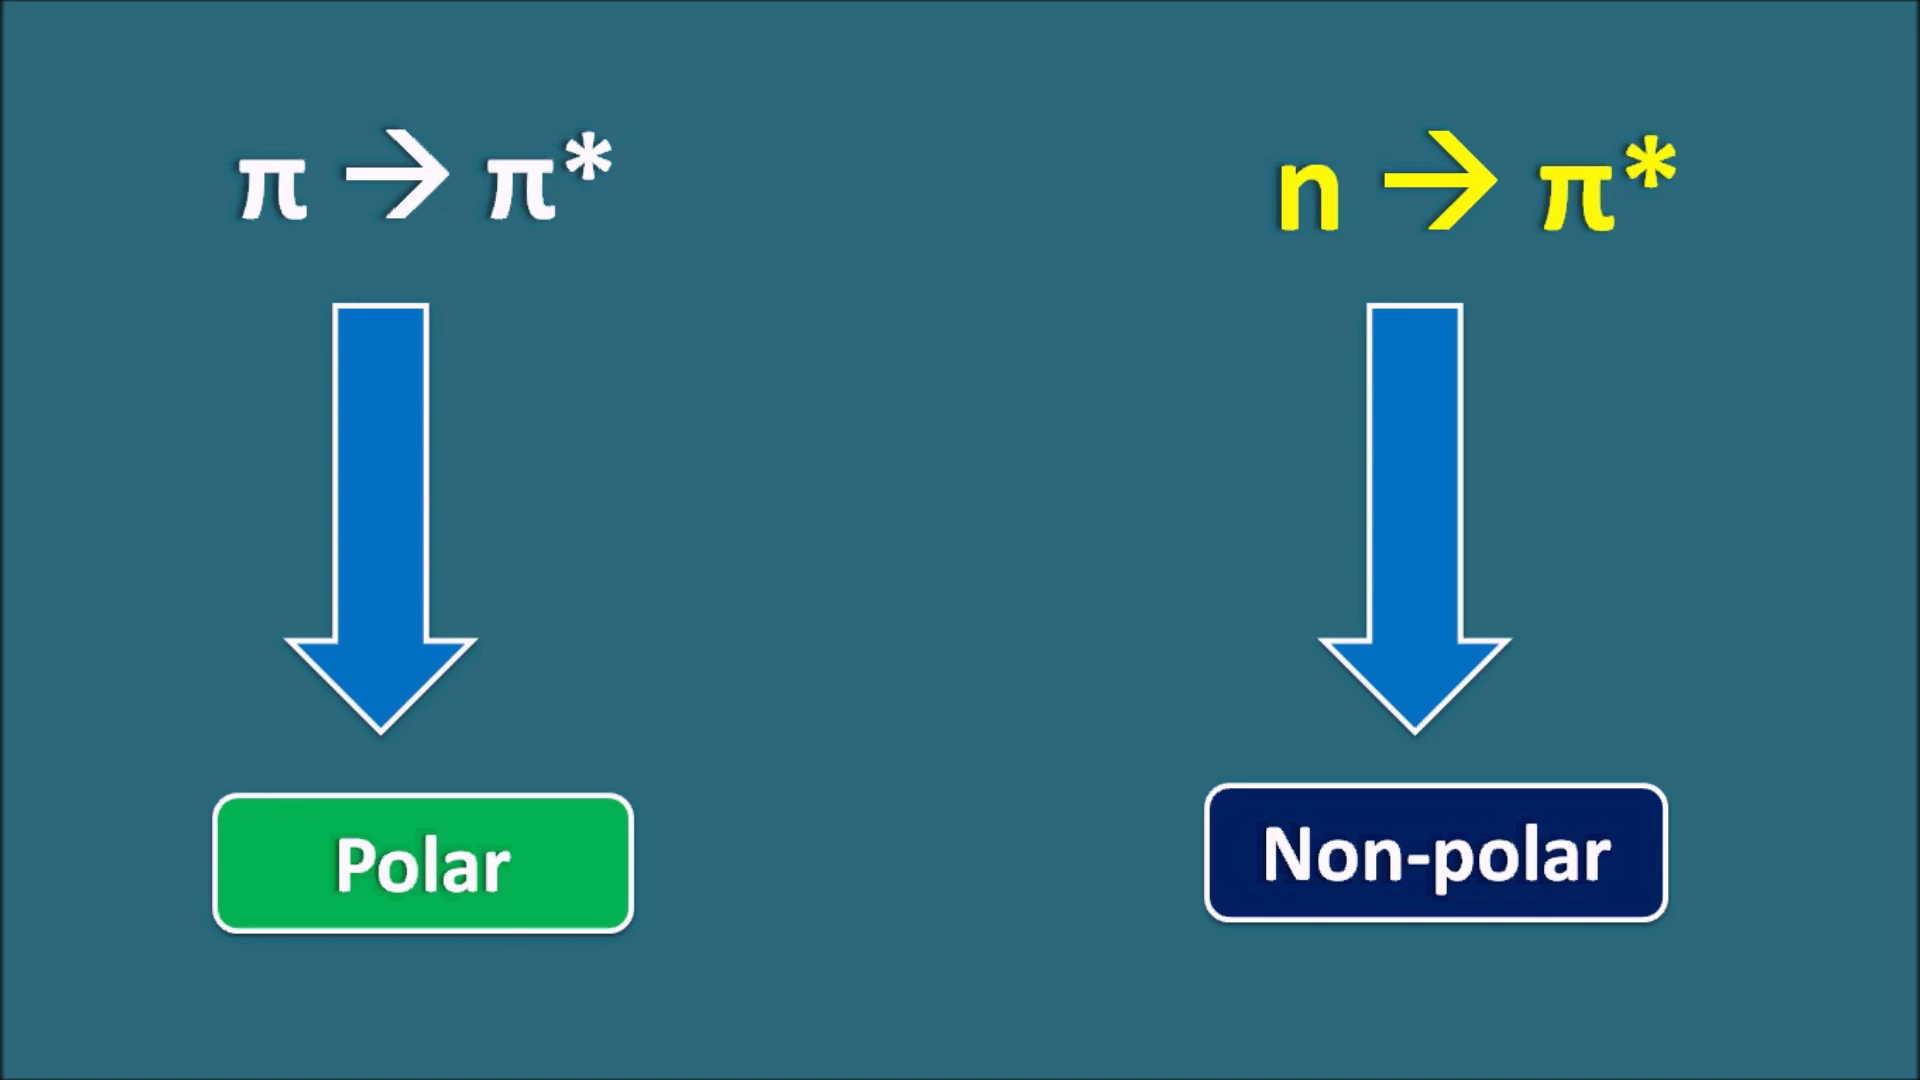 π → π*
n → π*
Polar
Non-polar